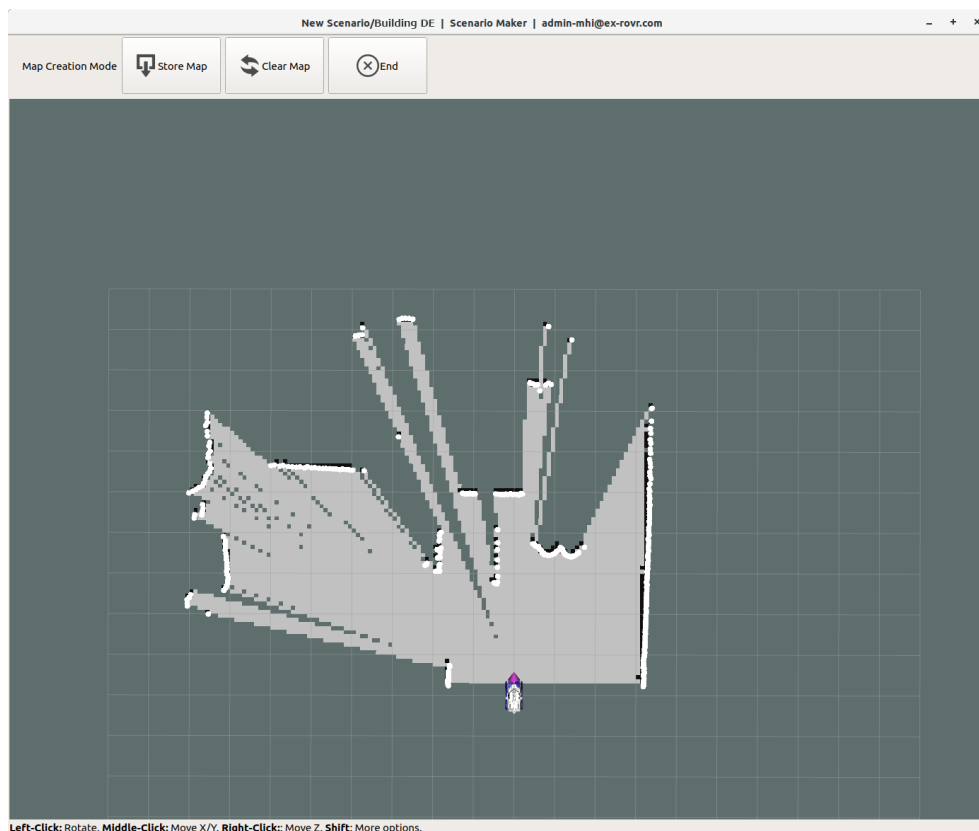 New Scenario/Building DE | Scenario Maker | admin-mhi@ex-rovr.com
Map Creation Mode Store Map Clear Map End
Left-Click: Rotate. Middle-Click: Move X/Y. Right-Click:: Move Z. Shift: More options.